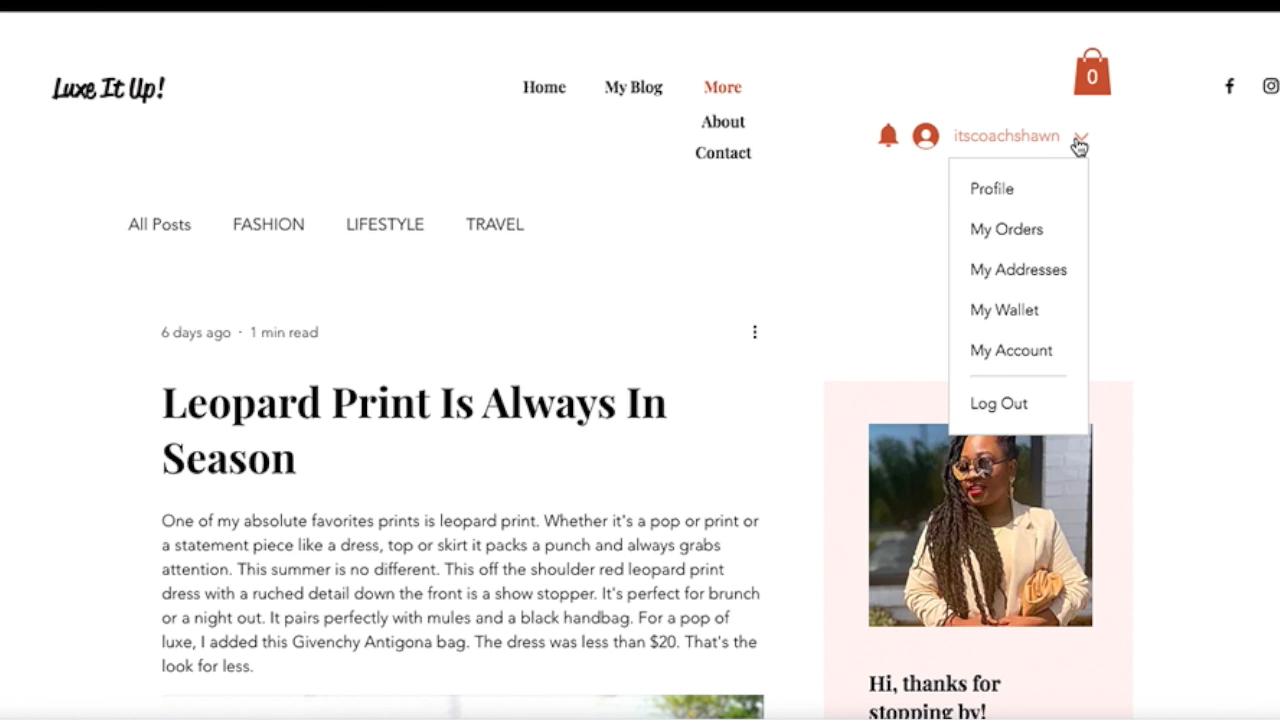 Luxe It Up!
Home My Blog More
0
About
Contact
itscoachshawn
Profile
My Orders
My Addresses
My Wallet
My Account
Log Out
All Posts FASHION LIFESTYLE TRAVEL
6 days ago · 1 min read
Leopard Print Is Always In
Season
One of my absolute favorites prints is leopard print. Whether it's a pop or print or
a statement piece like a dress, top or skirt it packs a punch and always grabs
attention. This summer is no different. This off the shoulder red leopard print
dress with a ruched detail down the front is a show stopper. It's perfect for brunch
or a night out. It pairs perfectly with mules and a black handbag. For a pop of
luxe, I added this Givenchy Antigona bag. The dress was less than $20. That's the
look for less.
Hi, thanks for
stopping by!